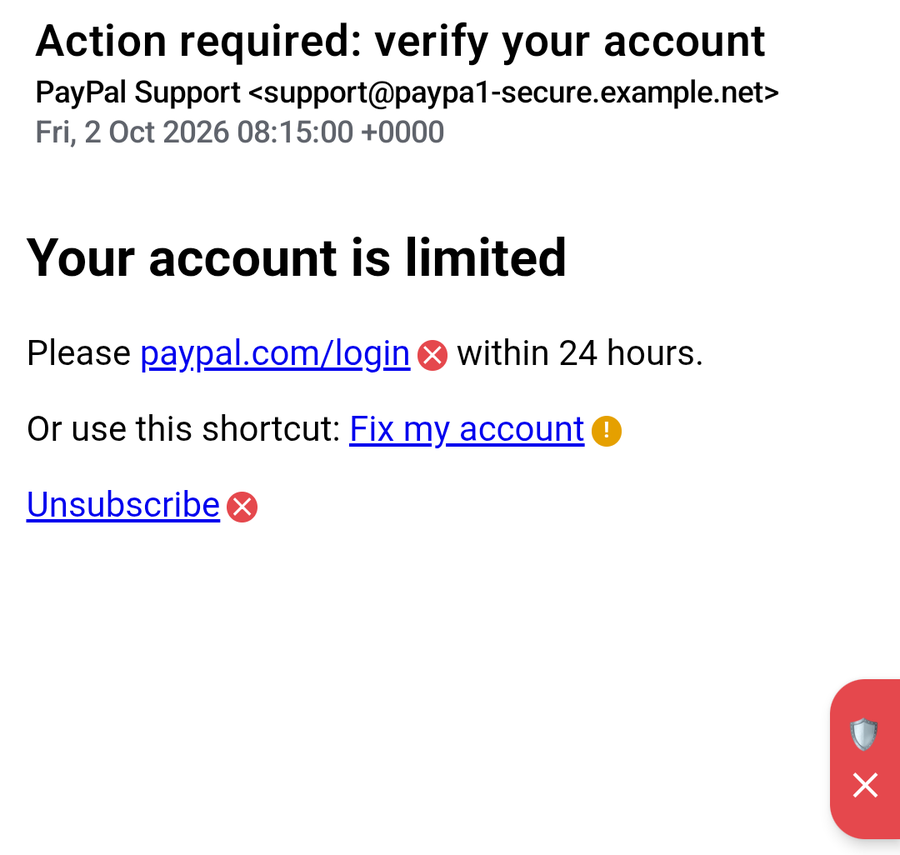 Action required: verify your account
PayPal Support <support@paypa1-secure.example.net>
Fri, 2 Oct 2026 08:15:00 +0000
Your account is limited
Please paypal.com/login within 24 hours.
Or use this shortcut: Fix my account !
Unsubscribe